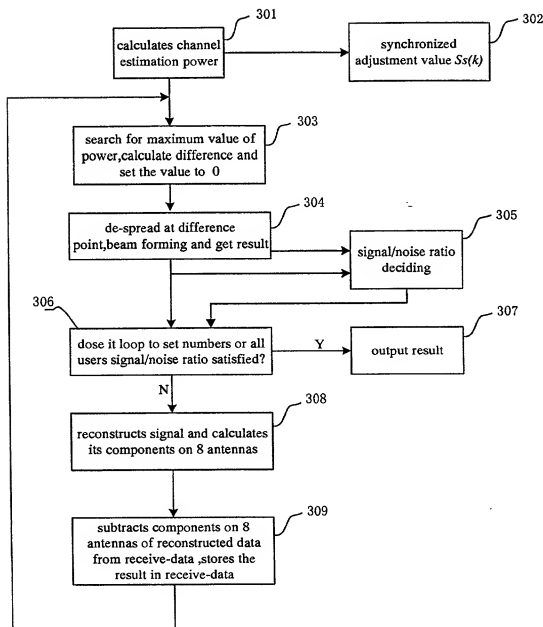 301
calculates channel
estimation power
302
synchronized
adjustment value Ss(k)
303
search for maximum value of
power,calculate difference and
set the value to 0
304
de-spread at difference
point,beam forming and get result
305
signal/noise ratio
deciding
306
dose it loop to set numbers or all
users signal/noise ratio satisfied?
Y
307
output result
N
308
reconstructs signal and calculates
its components on 8 antennas
309
subtracts components on 8
antennas of reconstructed data
from receive-data ,stores the
result in receive-data